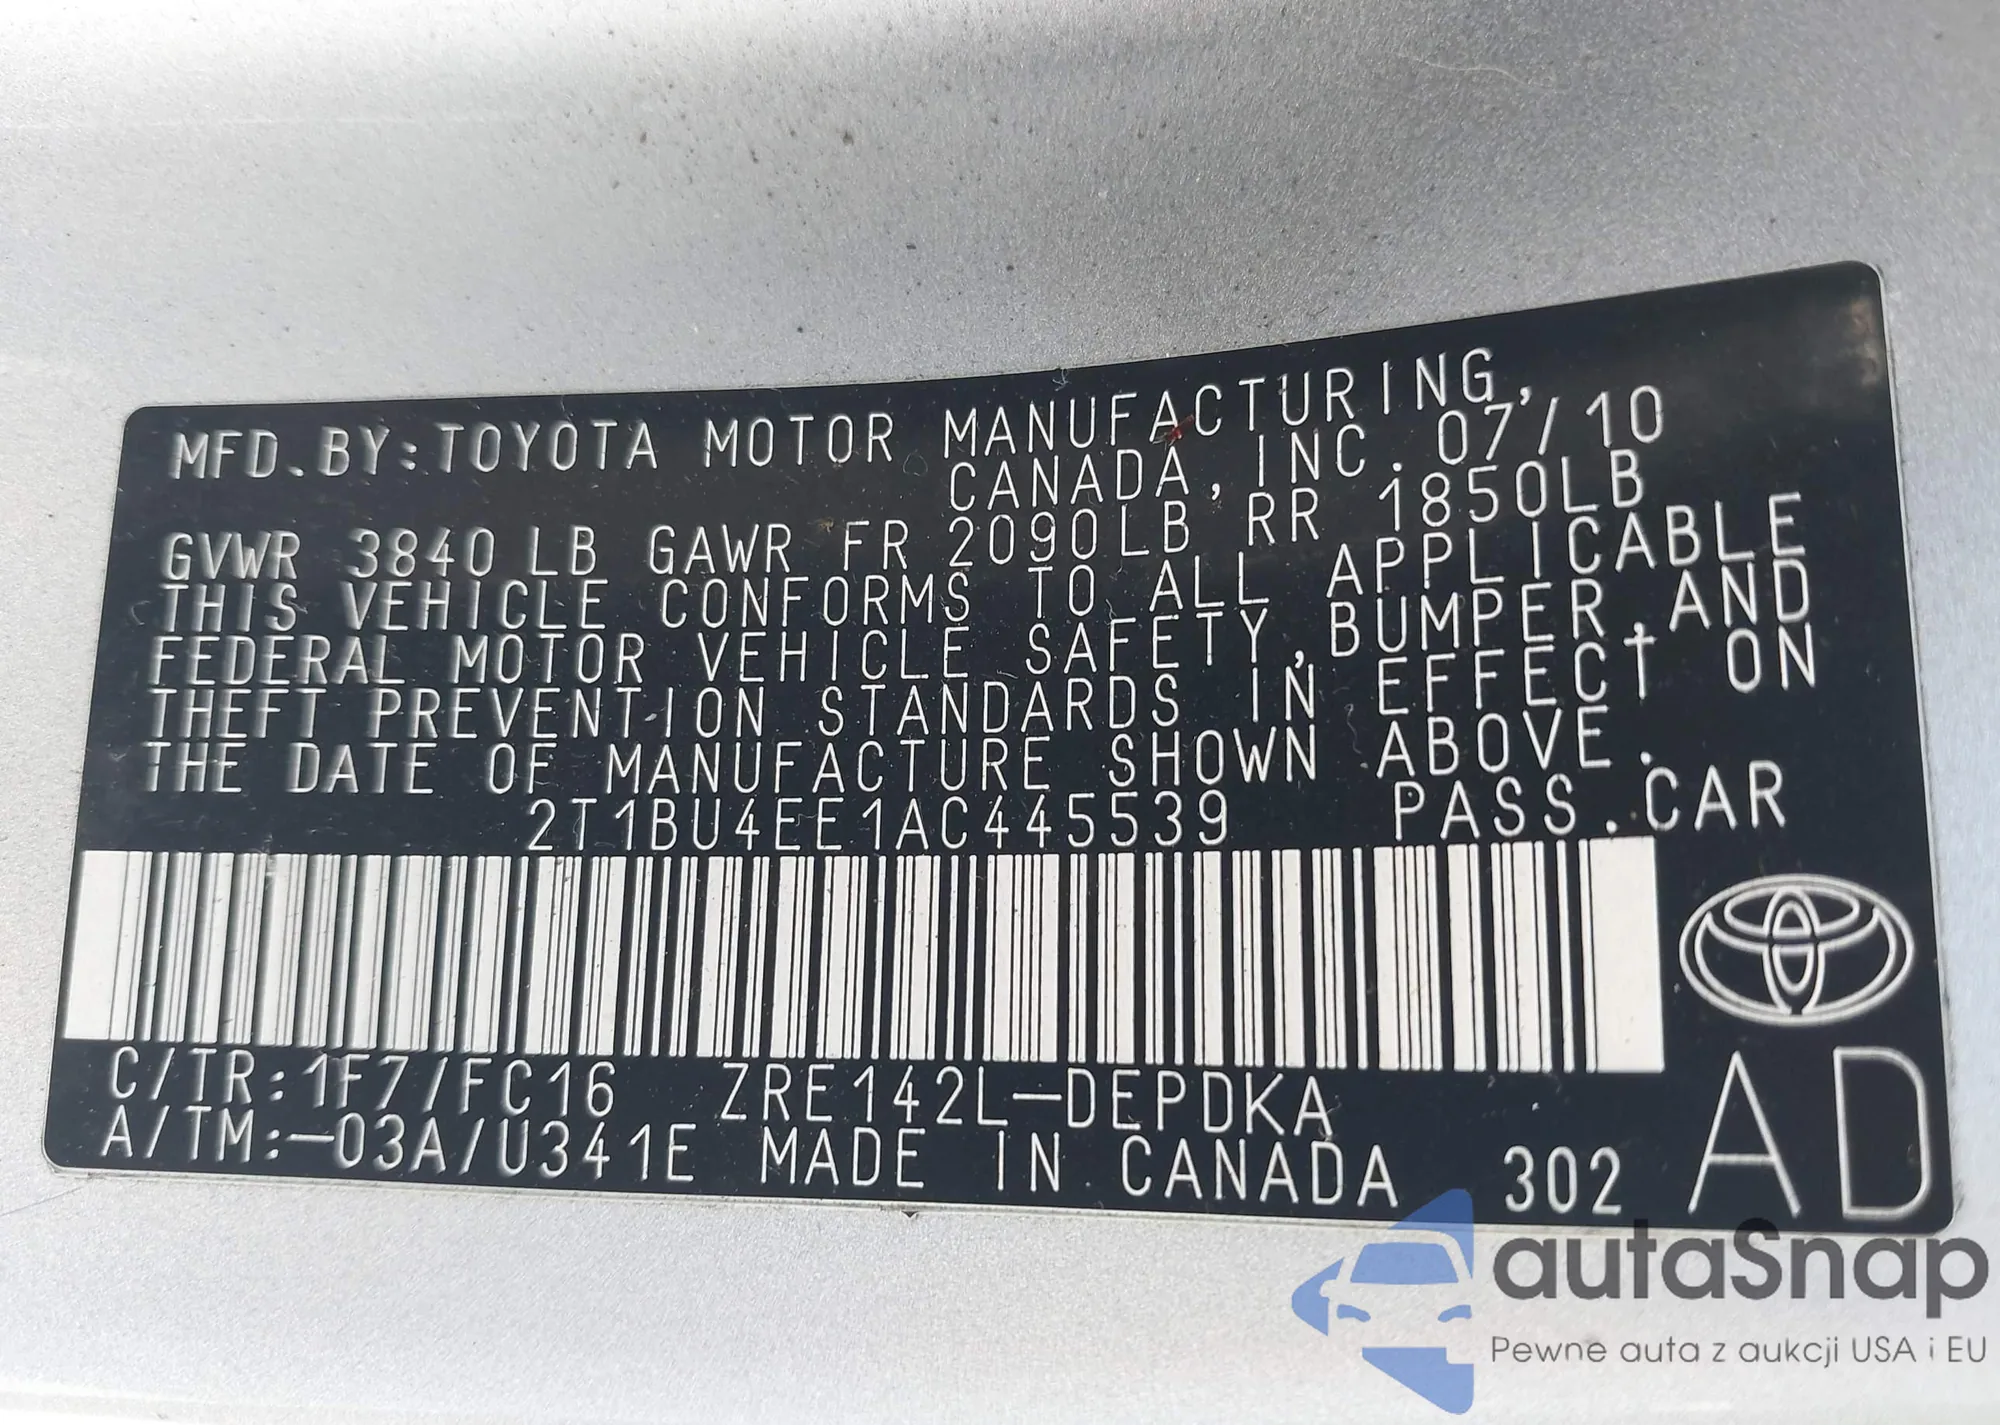 MFD.BY:TOYOTA MOTOR MANUFACTURING,
CANADA,INC. 07/10
GVWR 3840 LB GAWR FR 2090LB RR 1850LB
THIS VEHICLE CONFORMS TO ALL APPLICABLE
FEDERAL MOTOR VEHICLE SAFETY,BUMPER,AND
THEFT PREVENTION STANDARDS IN EFFECT ON
THE DATE OF MANUFACTURE SHOWN ABOVE.
2T1BU4EE1AC445539 PASS.CAR
C/TR:1F7/FC16 ZRE142L-DEPDKA
A/TM:-03A/U341E MADE IN CANADA 302
AD
autaSnap
Pewne auta z aukcji USA i EU